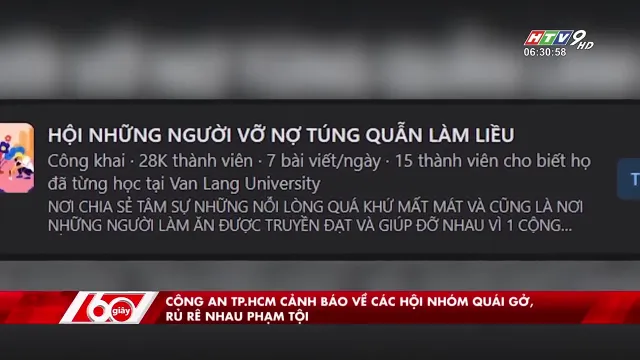 HTV9 HD
06:30:58
HỘI NHỮNG NGƯỜI VỠ NỢ TÚNG QUẪN LÀM LIỀU
Công khai · 28K thành viên · 7 bài viết/ngày · 15 thành viên cho biết họ
đã từng học tại Van Lang University
NƠI CHIA SẺ TÂM SỰ NHỮNG NỖI LÒNG QUÁ KHỨ MẤT MÁT VÀ CŨNG LÀ NƠI
NHỮNG NGƯỜI LÀM ĂN ĐƯỢC TRUYỀN ĐẠT VÀ GIÚP ĐỠ NHAU VÌ 1 CỘNG...
T
60 giây
CÔNG AN TP.HCM CẢNH BÁO VỀ CÁC HỘI NHÓM QUÁI GỞ,
RỦ RÊ NHAU PHẠM TỘI